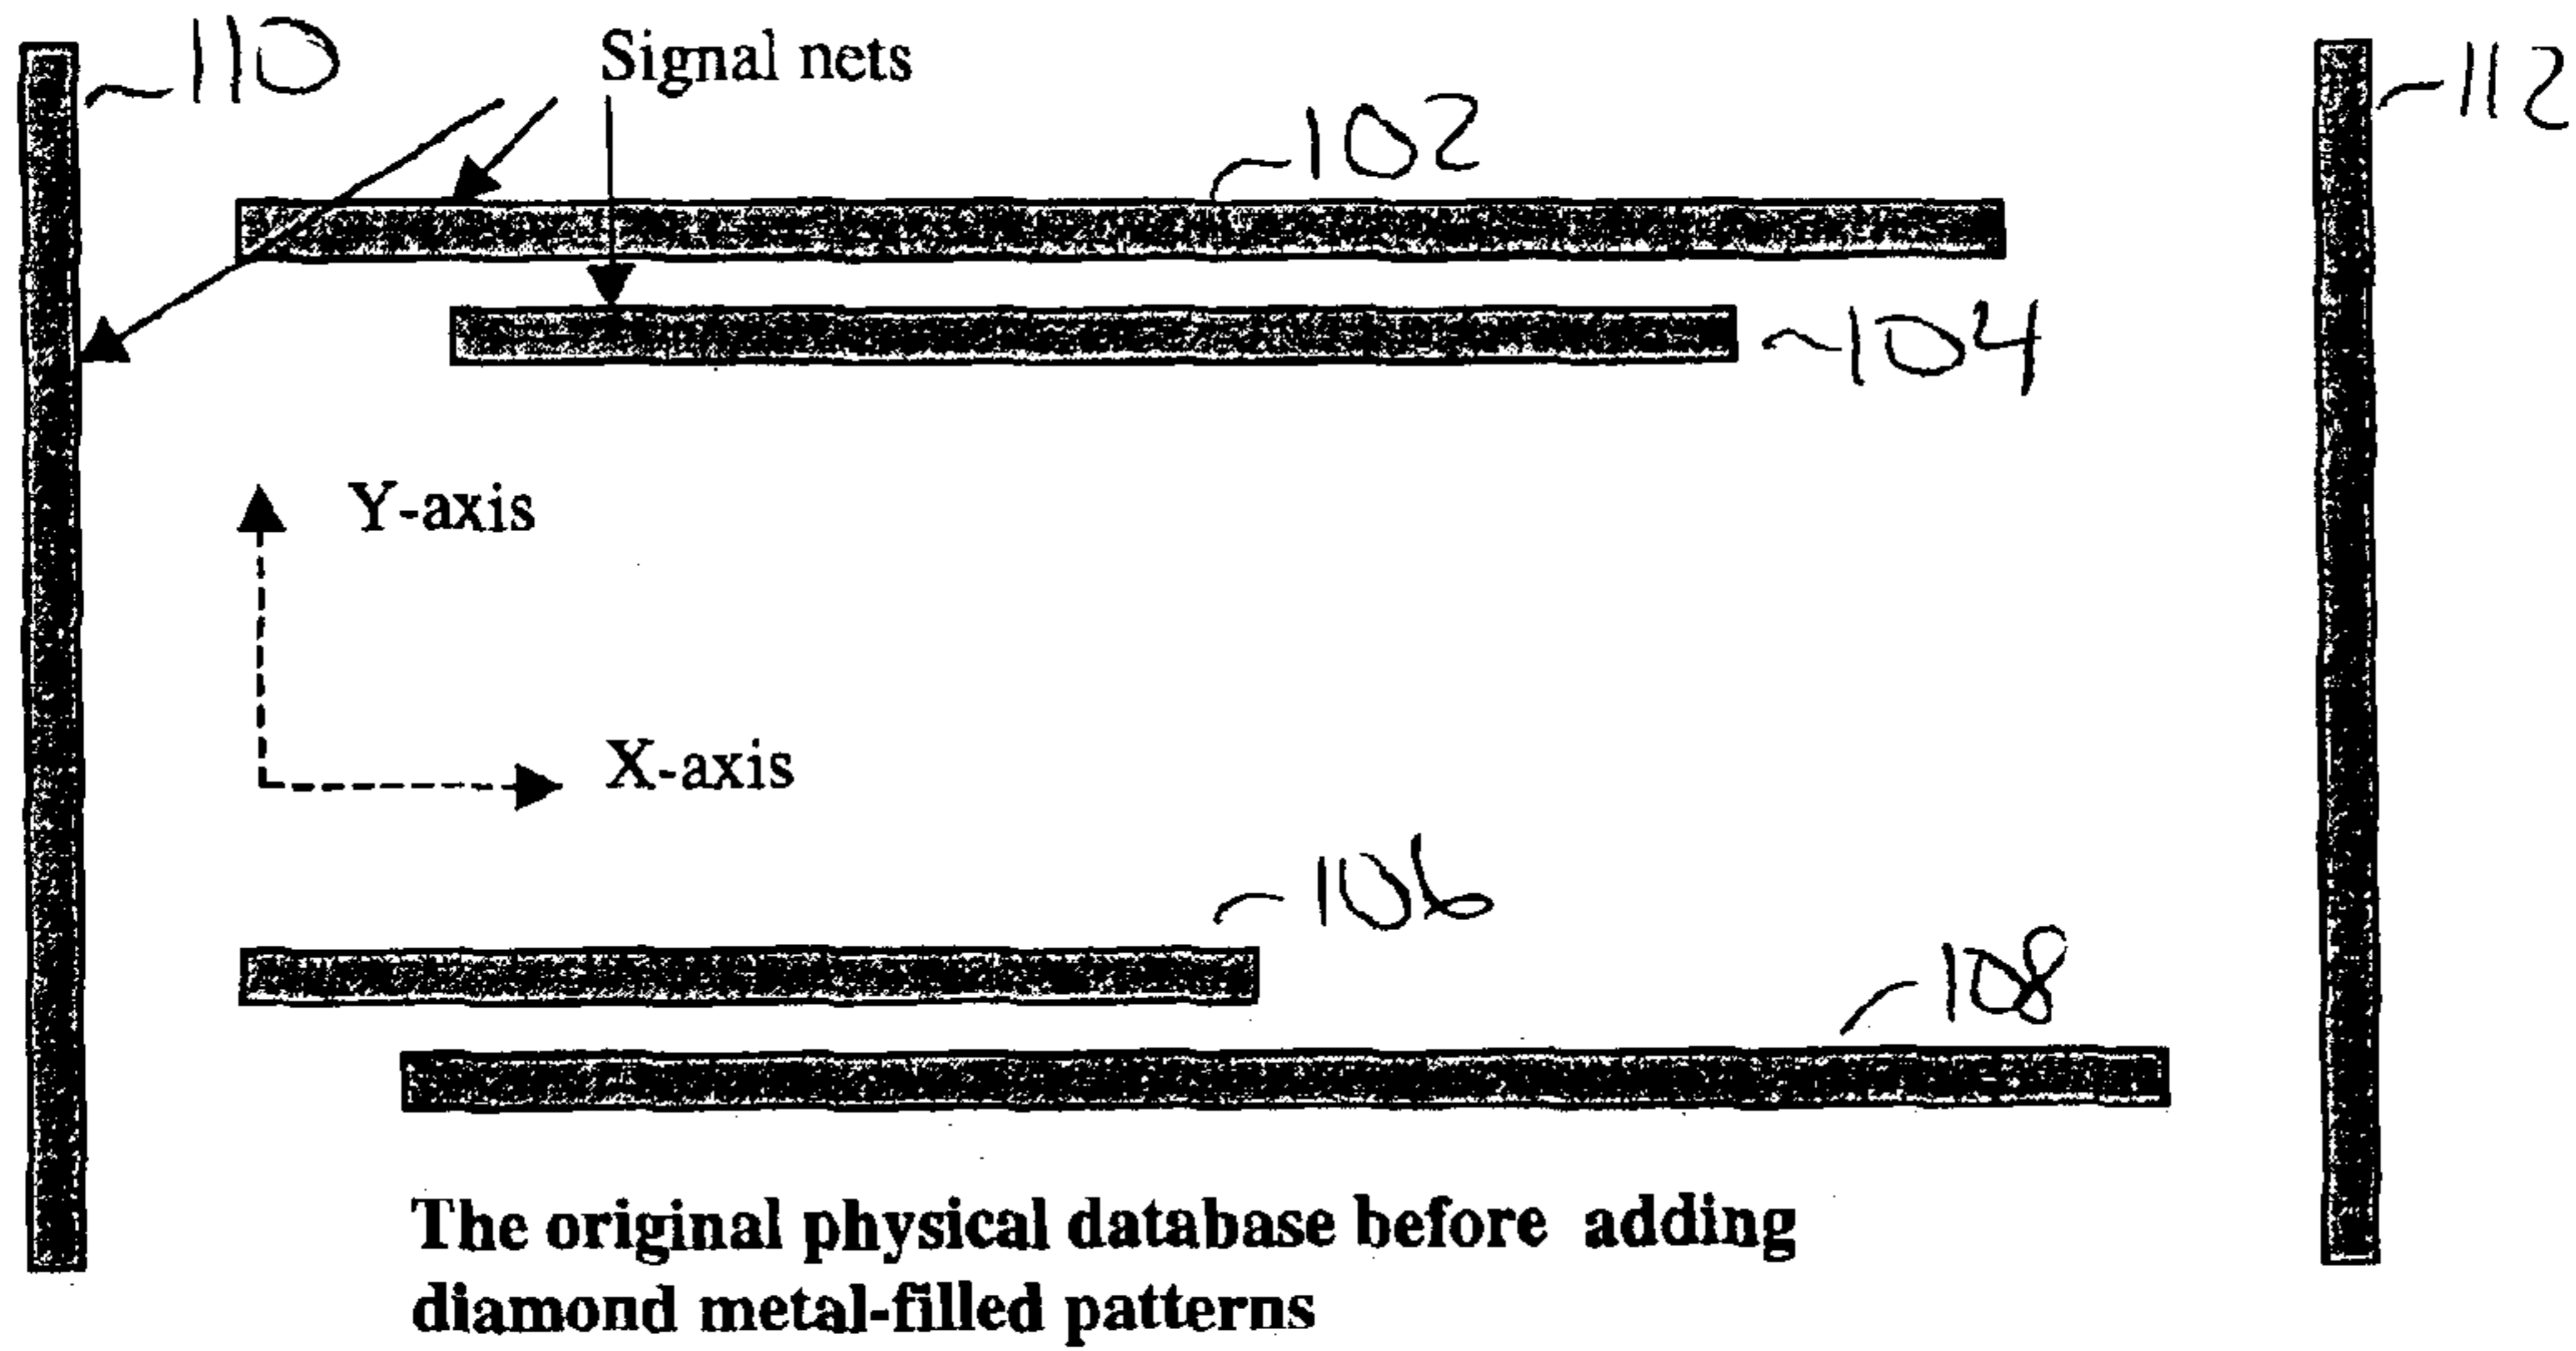 110
Signal nets
112
102
104
Y-axis
X-axis
106
108
The original physical database before adding
diamond metal-filled patterns